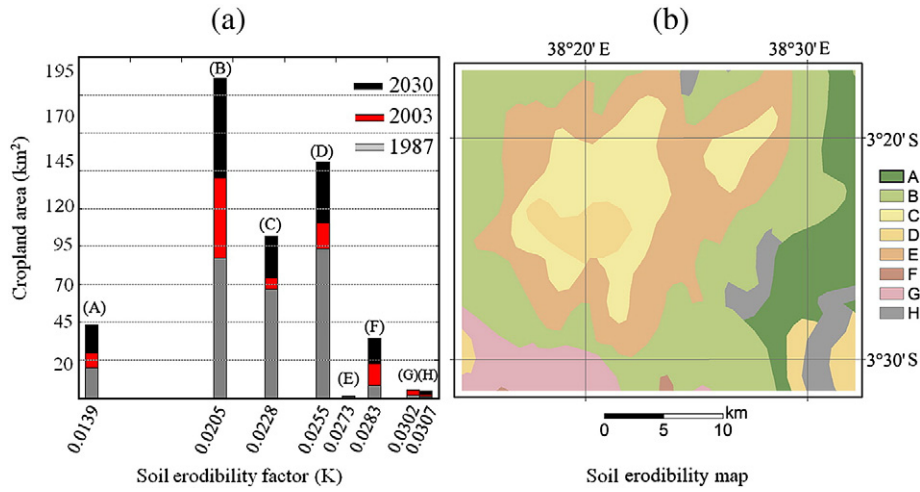 (a)
(b)
Cropland area (km²)
195
170
145
120
95
70
45
20
2030
2003
1987
(A)
(B)
(C)
(D)
(E)
(F)
(G)(H)
0.0139
0.0205
0.0228
0.0255
0.0273
0.0283
0.0302
0.0307
Soil erodibility factor (K)
38°20' E
38°30' E
3°20' S
3°30' S
A
B
C
D
E
F
G
H
km
0 5 10
Soil erodibility map